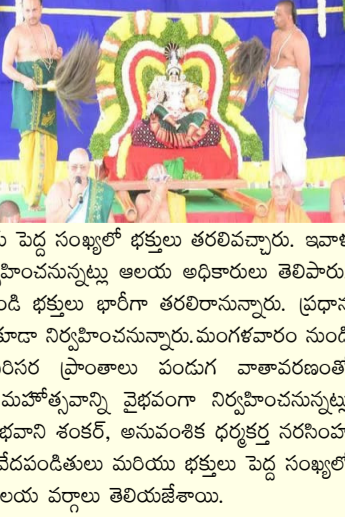 పెద్ద సంఖ్యలో భక్తులు తరలివచ్చారు. ఇవాళ
హించనున్నట్లు ఆలయ అధికారులు తెలిపారు
డి భక్తులు భారీగా తరలిరానున్నారు. ప్రధాన
కూడా నిర్వహించనున్నారు.మంగళవారం నుండి
రిసర ప్రాంతాలు పండుగ వాతావరణంతో
మహోత్సవాన్ని వైభవంగా నిర్వహించనున్నట్లు
భవాని శంకర్, అనువంశిక ధర్మకర్త నరసింహ
వేదపండితులు మరియు భక్తులు పెద్ద సంఖ్యలో
లయ వర్గాలు తెలియజేశాయి.